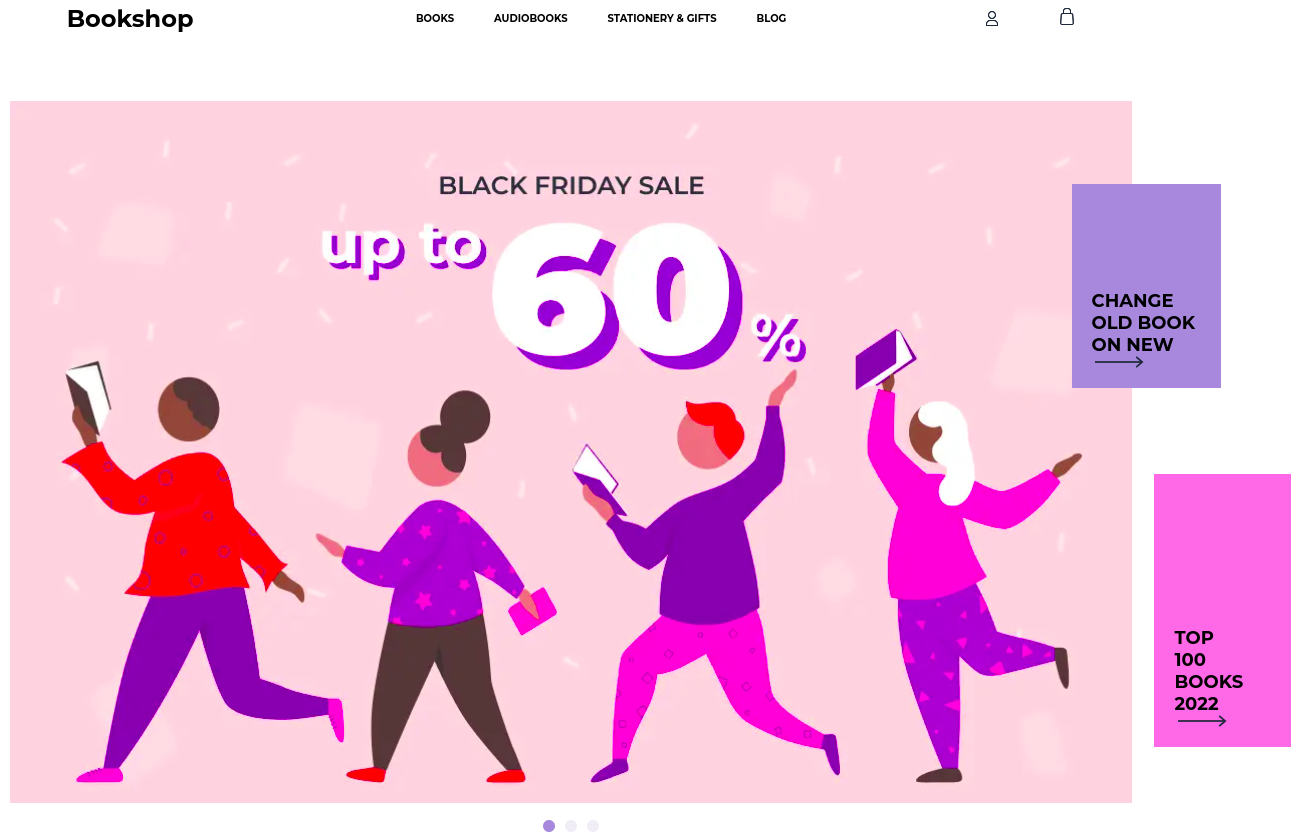 Bookshop
BOOKS
AUDIOBOOKS
STATIONERY & GIFTS
BLOG
BLACK FRIDAY SALE
up to 60 %
CHANGE
OLD BOOK
ON NEW
TOP
100
BOOKS
2022